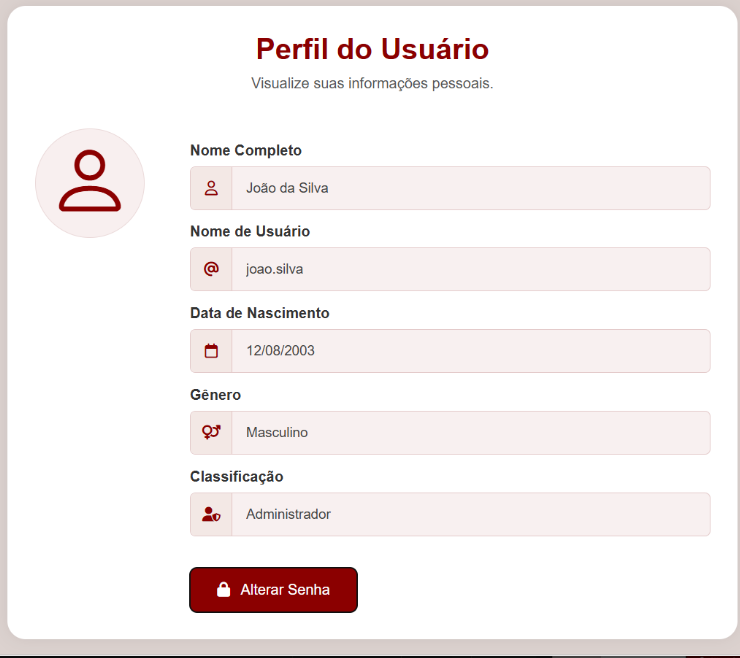 Perfil do Usuário
Visualize suas informações pessoais.
Nome Completo
João da Silva
Nome de Usuário
@ joao.silva
Data de Nascimento
12/08/2003
Gênero
Masculino
Classificação
Administrador
Alterar Senha